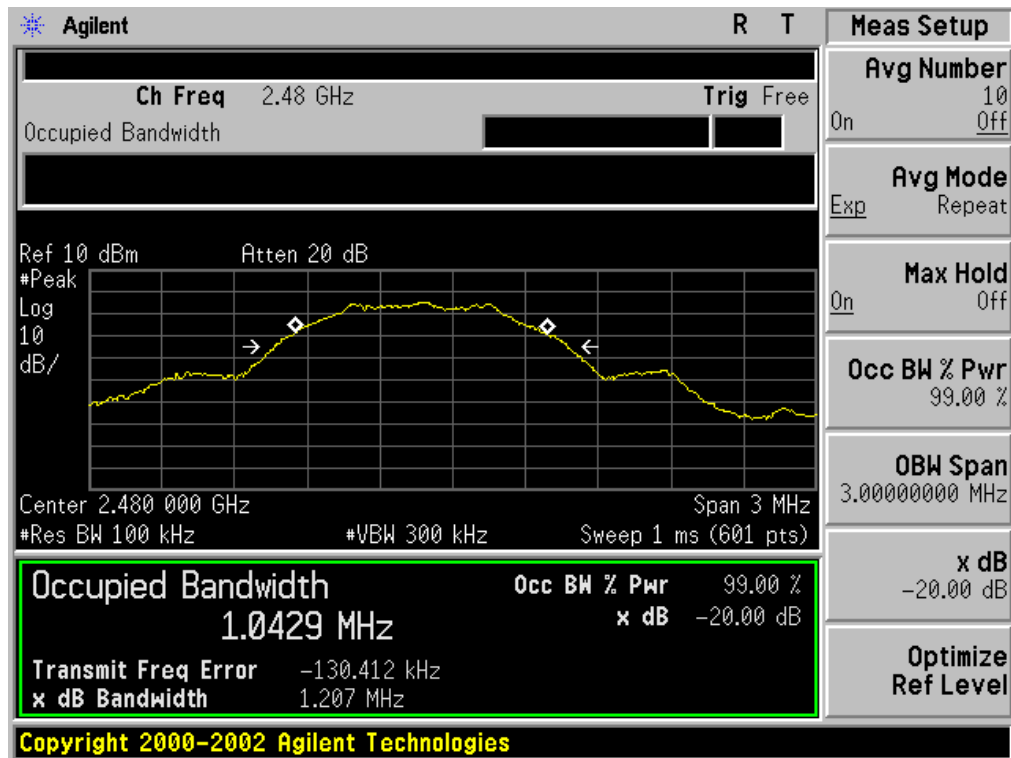 Agilent R T
Ch Freq 2.48 GHz Trig Free
Occupied Bandwidth
Ref 10 dBm Atten 20 dB
#Peak
Log
10
dB/
Center 2.480 000 GHz Span 3 MHz
#Res BW 100 kHz #VBW 300 kHz Sweep 1 ms (601 pts)
Occupied Bandwidth Occ BW % Pwr 99.00 %
1.0429 MHz x dB -20.00 dB
Transmit Freq Error -130.412 kHz
x dB Bandwidth 1.207 MHz
Copyright 2000-2002 Agilent Technologies
Meas Setup
Avg Number
10
On Off
Avg Mode
Exp Repeat
Max Hold
On Off
Occ BW % Pwr
99.00 %
OBW Span
3.00000000 MHz
x dB
-20.00 dB
Optimize
Ref Level